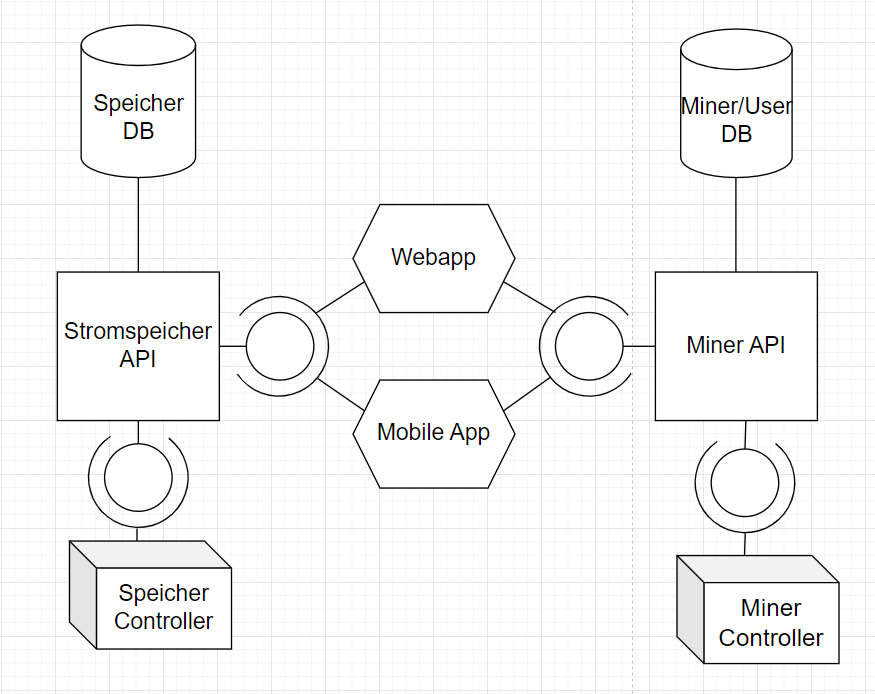 Speicher
DB
Miner/User
DB
Webapp
Stromspeicher
API
Miner API
Mobile App
Speicher
Controller
Miner
Controller